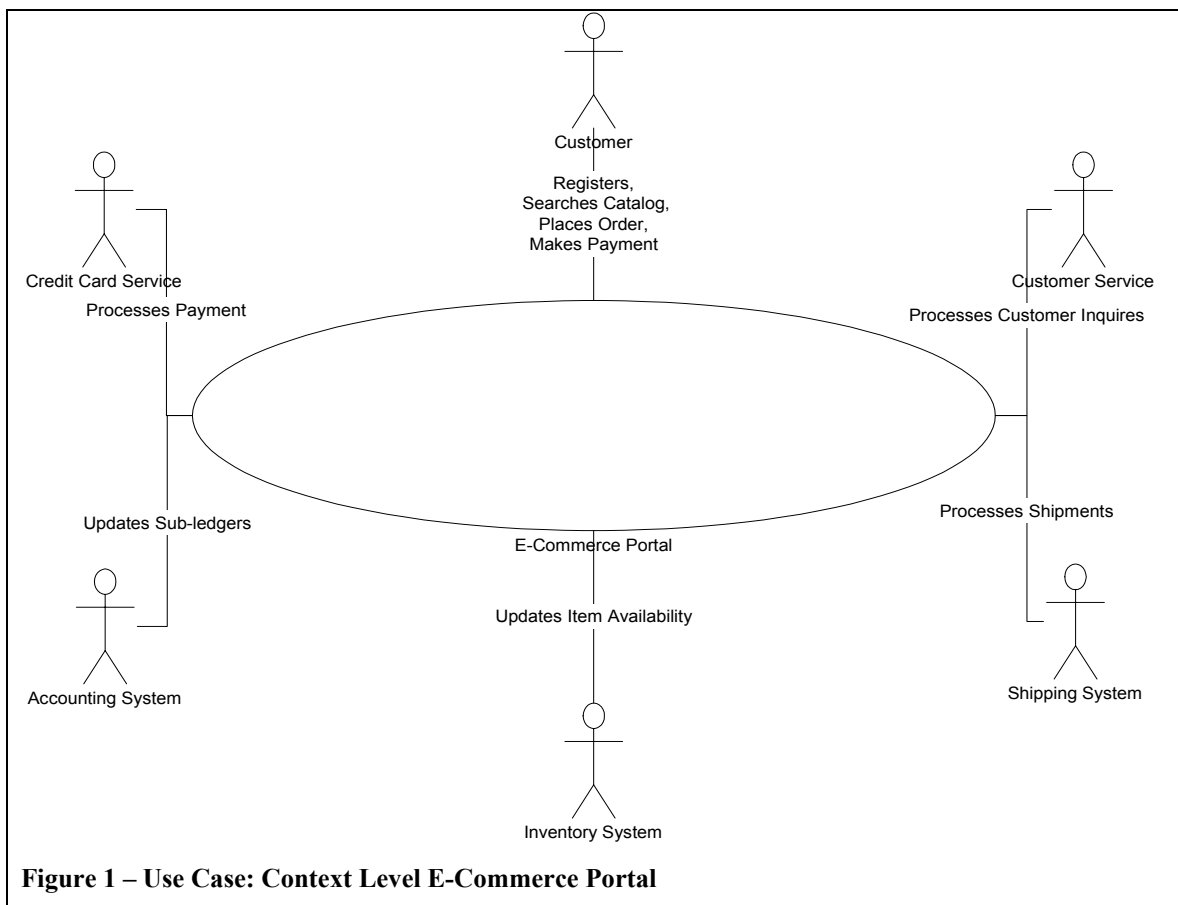 Customer
Registers,
Searches Catalog,
Places Order,
Makes Payment
Credit Card Service
Processes Payment
Customer Service
Processes Customer Inquires
Updates Sub-ledgers
Accounting System
E-Commerce Portal
Updates Item Availability
Inventory System
Processes Shipments
Shipping System
Figure 1 – Use Case: Context Level E-Commerce Portal